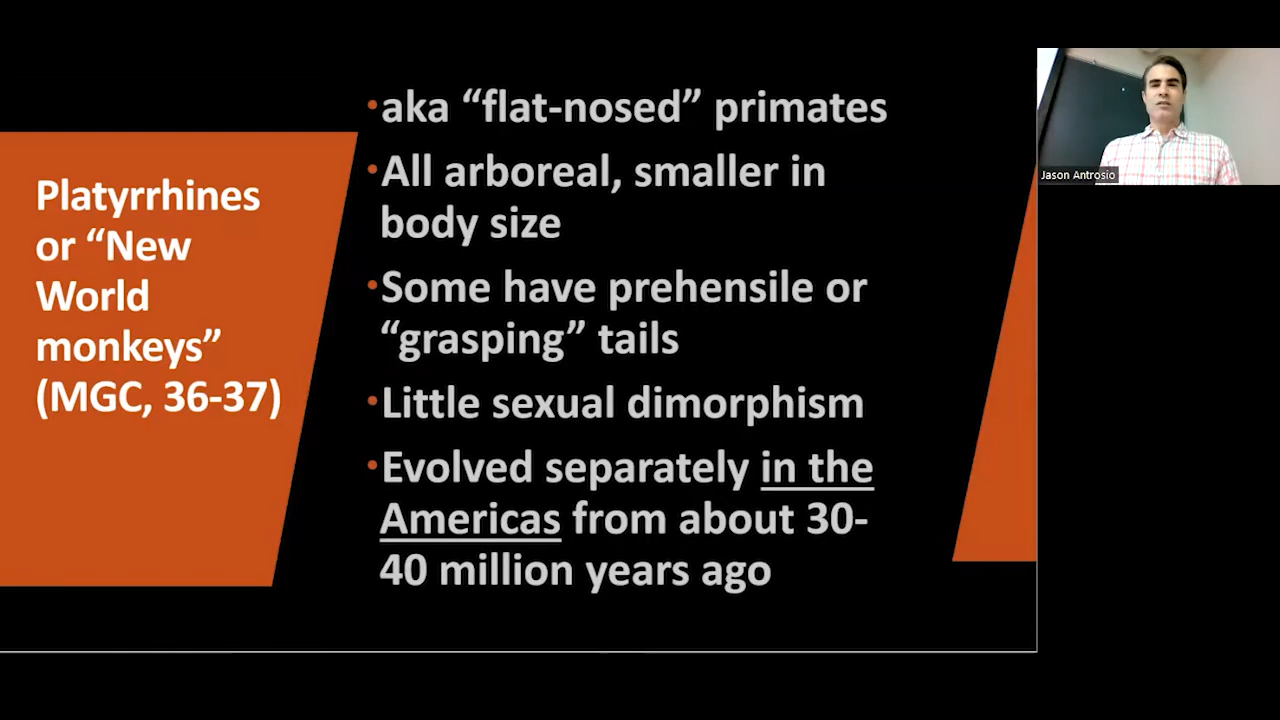 Platyrrhines
or “New
World
monkeys”
(MGC, 36-37)
•aka “flat-nosed” primates
•All arboreal, smaller in
body size
•Some have prehensile or
“grasping” tails
•Little sexual dimorphism
•Evolved separately in the
Americas from about 30-
40 million years ago
Jason Antrosio